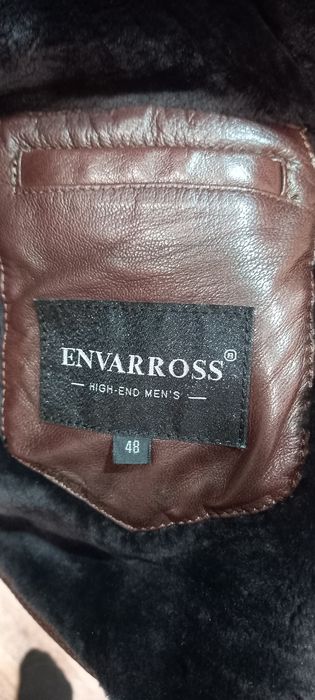 ENVARROSS®
— HIGH-END MEN'S —
48